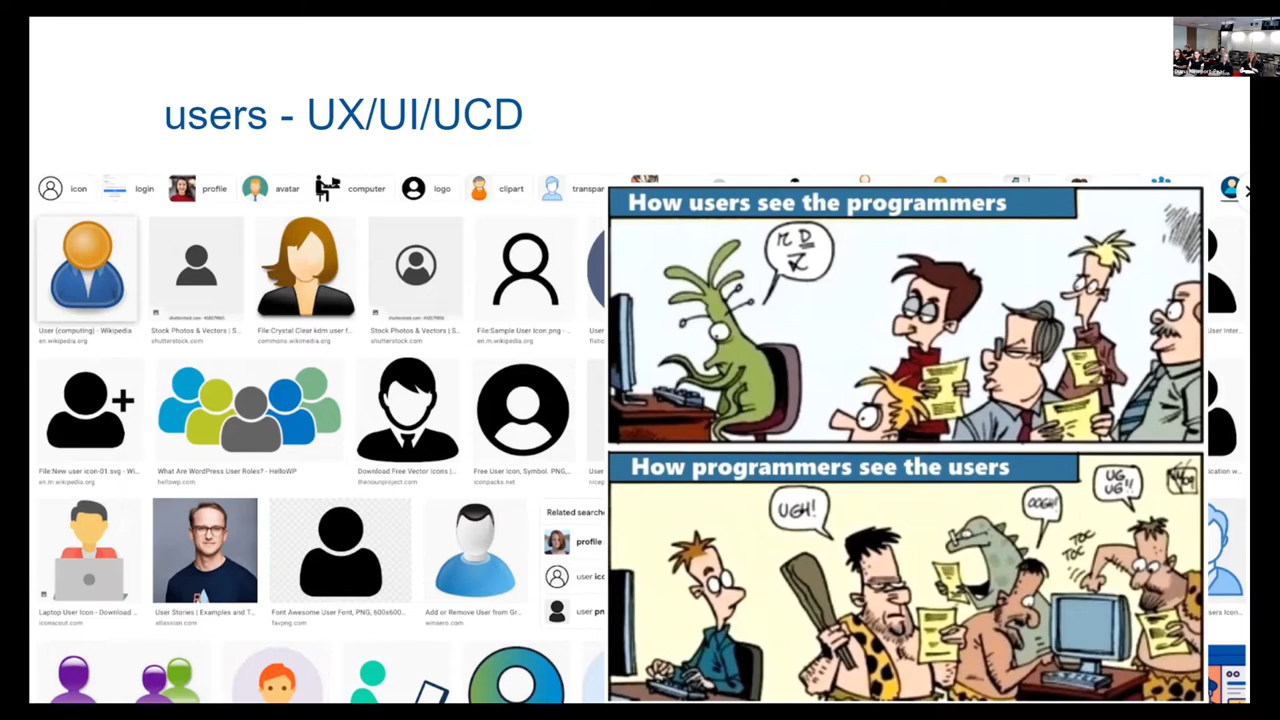 users - UX/UI/UCD
icon login profile avatar computer logo clipart transpar
How users see the programmers
User (computing) - Wikipedia
en.wikipedia.org
Stock Photos & Vectors | S...
shutterstock.com
File:Crystal Clear kdm user f...
commons.wikimedia.org
Stock Photos & Vectors | S...
shutterstock.com
File:Sample User Icon.png - ...
en.m.wikipedia.org
User Inter
File:New user icon-01.svg - Wi...
en.m.wikipedia.org
What Are WordPress User Roles? - HelloWP
hellowp.com
Download Free Vector Icons |...
thenounproject.com
Free User Icon, Symbol. PNG,...
iconpacks.net
How programmers see the users
UGH!
OOGH!
UG
UG!!
TOC
TOC
Related searche
profile
user ico
user pn
Laptop User Icon - Download ...
iconscout.com
User Stories | Examples and T...
atlassian.com
Font Awesome User Font, PNG, 600x600...
favpng.com
Add or Remove User from Gr...
winaero.com